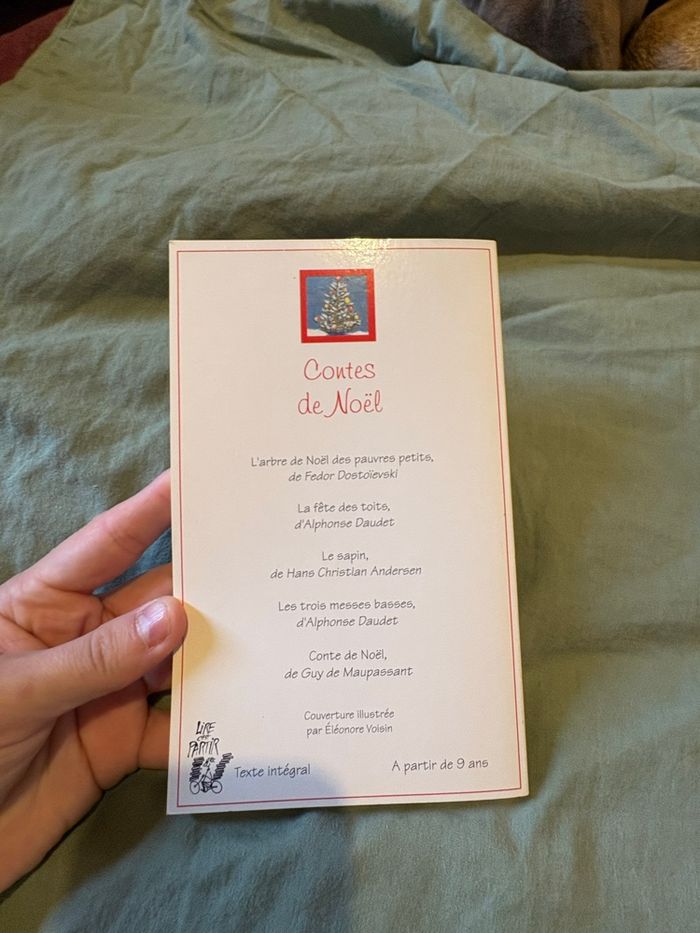 Contes
de Noël
L'arbre de Noël des pauvres petits,
de Fedor Dostoïevski
La fête des toits,
d'Alphonse Daudet
Le sapin,
de Hans Christian Andersen
Les trois messes basses,
d'Alphonse Daudet
Conte de Noël,
de Guy de Maupassant
Couverture illustrée
par Éléonore Voisin
LIRE
c'est
PARTIR
Texte intégral
A partir de 9 ans